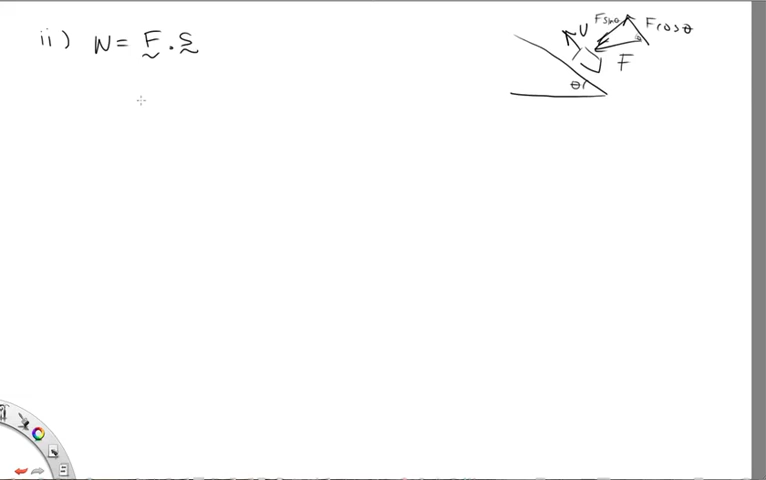 ii) W = F . S
F sinθ
F cosθ
N
F
θ